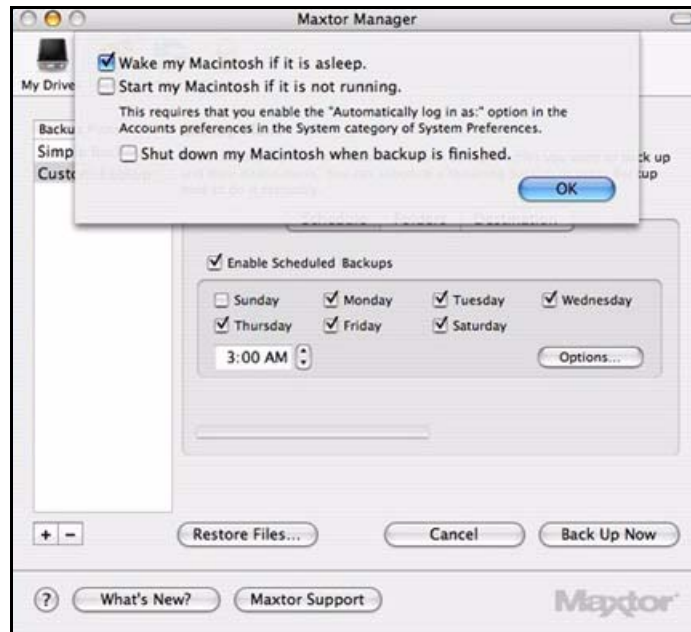 Maxtor Manager
My Drive
Wake my Macintosh if it is asleep.
Start my Macintosh if it is not running.
This requires that you enable the "Automatically log in as:" option in the
Accounts preferences in the System category of System Preferences.
Shut down my Macintosh when backup is finished.
OK
Simp
Cust
ck up
Schedule Folders Destination
Enable Scheduled Backups
Sunday Monday Tuesday Wednesday
Thursday Friday Saturday
3:00 AM Options...
+ − Restore Files... Cancel Back Up Now
? What's New? Maxtor Support Maxtor